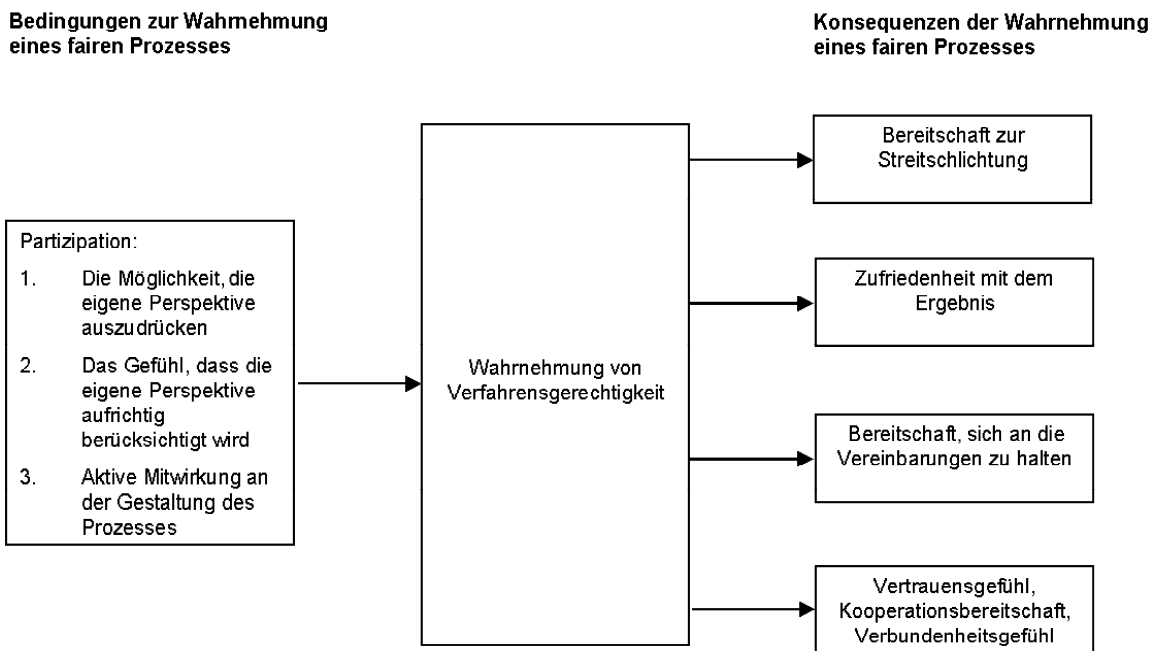 Bedingungen zur Wahrnehmung
eines fairen Prozesses
Konsequenzen der Wahrnehmung
eines fairen Prozesses
Partizipation:
1. Die Möglichkeit, die
eigene Perspektive
auszudrücken
2. Das Gefühl, dass die
eigene Perspektive
aufrichtig
berücksichtigt wird
3. Aktive Mitwirkung an
der Gestaltung des
Prozesses
Wahrnehmung von
Verfahrensgerechtigkeit
Bereitschaft zur
Streitschlichtung
Zufriedenheit mit dem
Ergebnis
Bereitschaft, sich an die
Vereinbarungen zu halten
Vertrauensgefühl,
Kooperationsbereitschaft,
Verbundenheitsgefühl